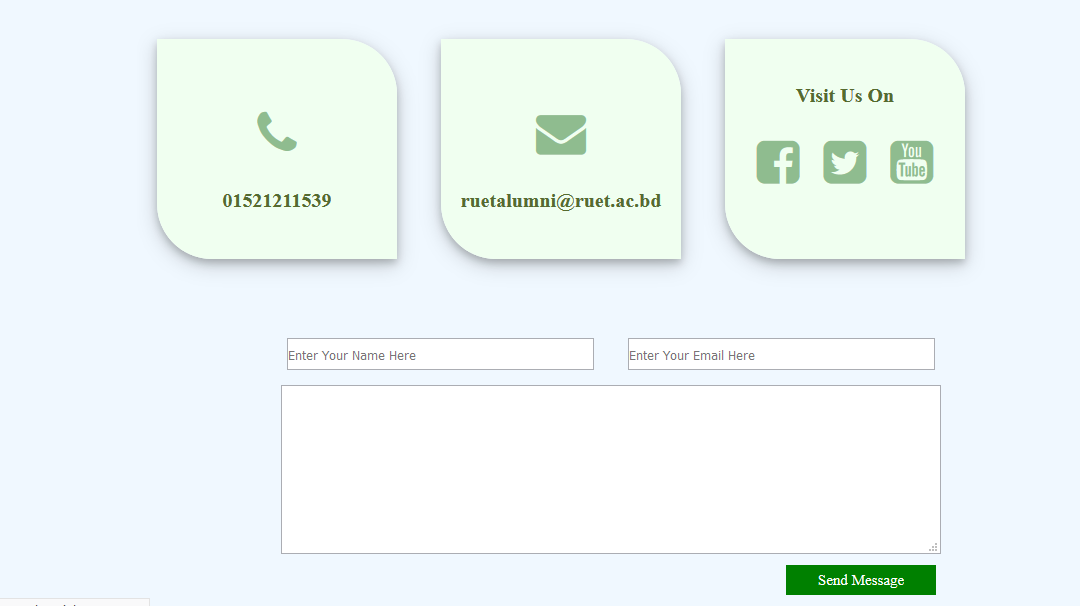 Visit Us On
You
Tube
01521211539
ruetalumni@ruet.ac.bd
Enter Your Name Here
Enter Your Email Here
Send Message